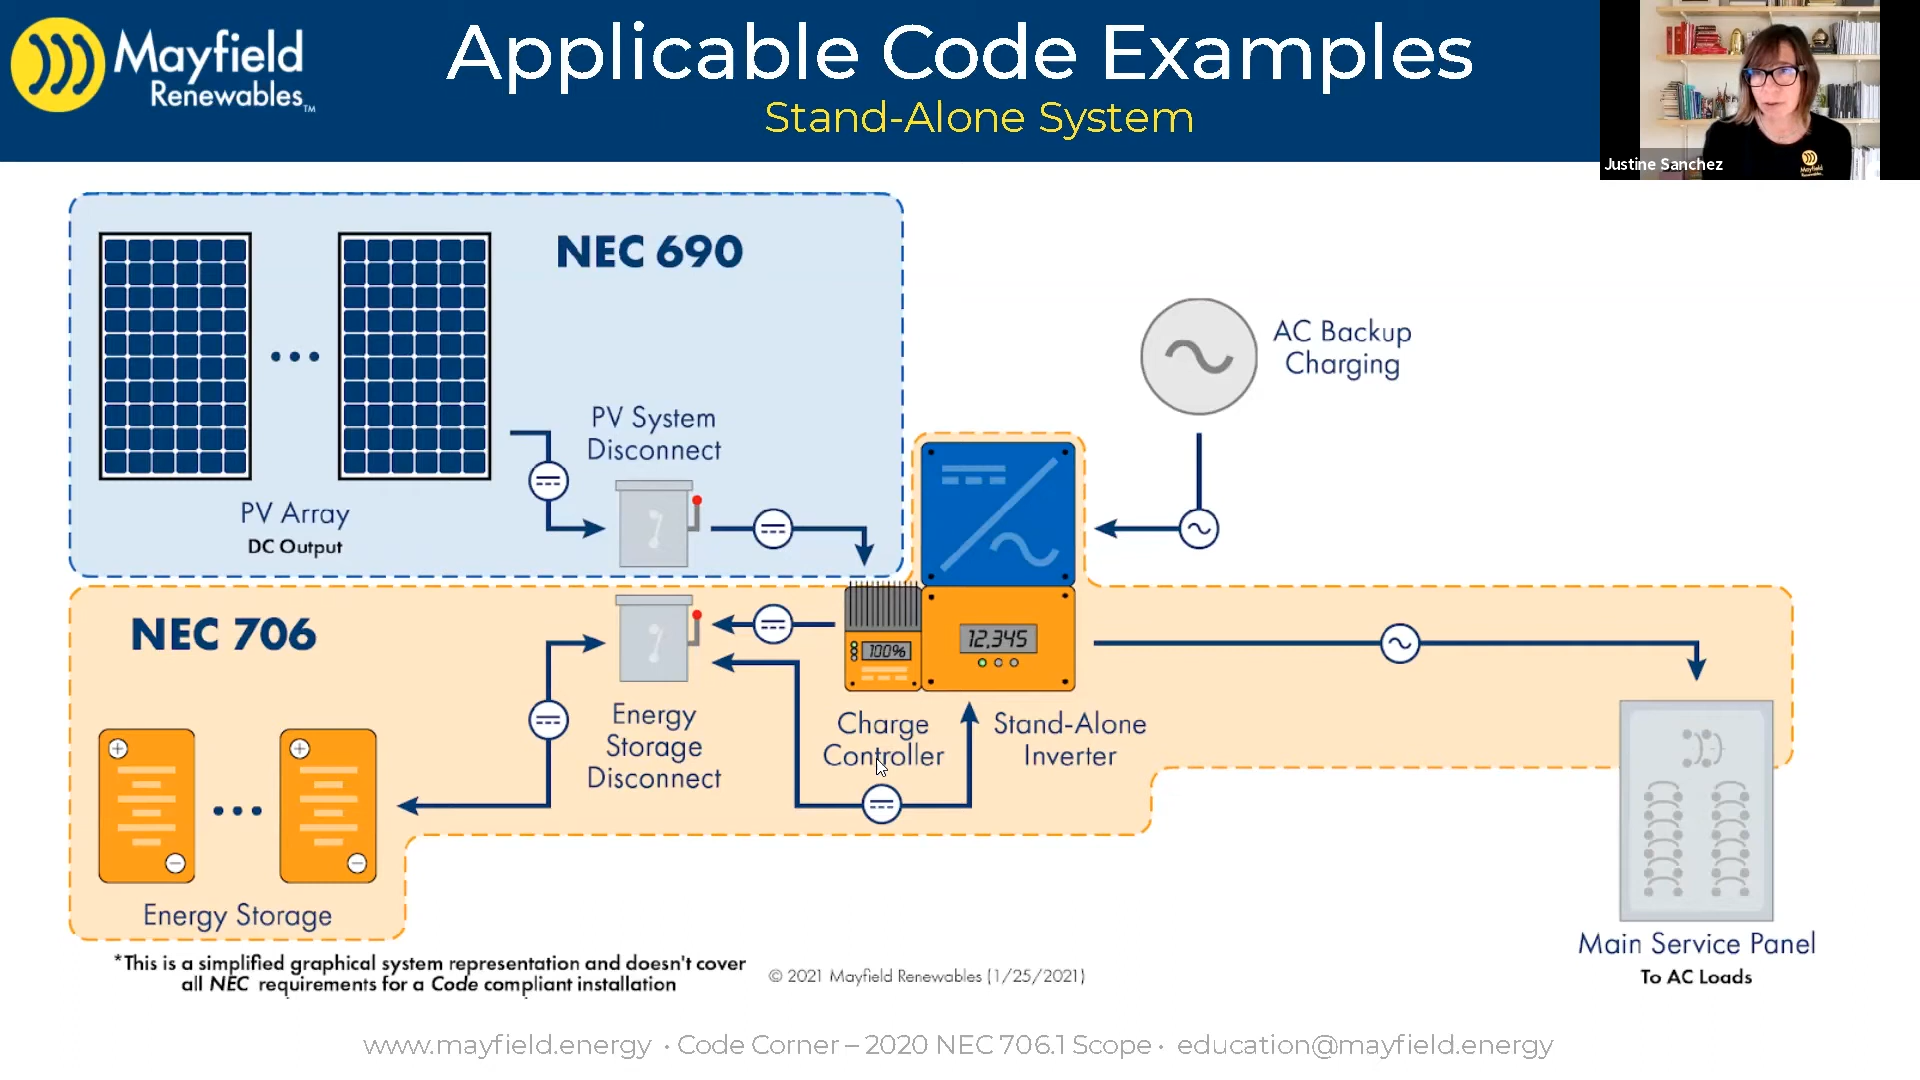 Mayfield
Renewables™
Applicable Code Examples
Stand-Alone System
Justine Sanchez
Mayfield
NEC 690
PV Array
DC Output
PV System
Disconnect
AC Backup
Charging
NEC 706
100%
12,345
Energy
Storage
Disconnect
Charge
Controller
Stand-Alone
Inverter
Energy Storage
Main Service Panel
To AC Loads
*This is a simplified graphical system representation and doesn't cover
all NEC requirements for a Code compliant installation
© 2021 Mayfield Renewables (1/25/2021)
www.mayfield.energy • Code Corner – 2020 NEC 706.1 Scope • education@mayfield.energy